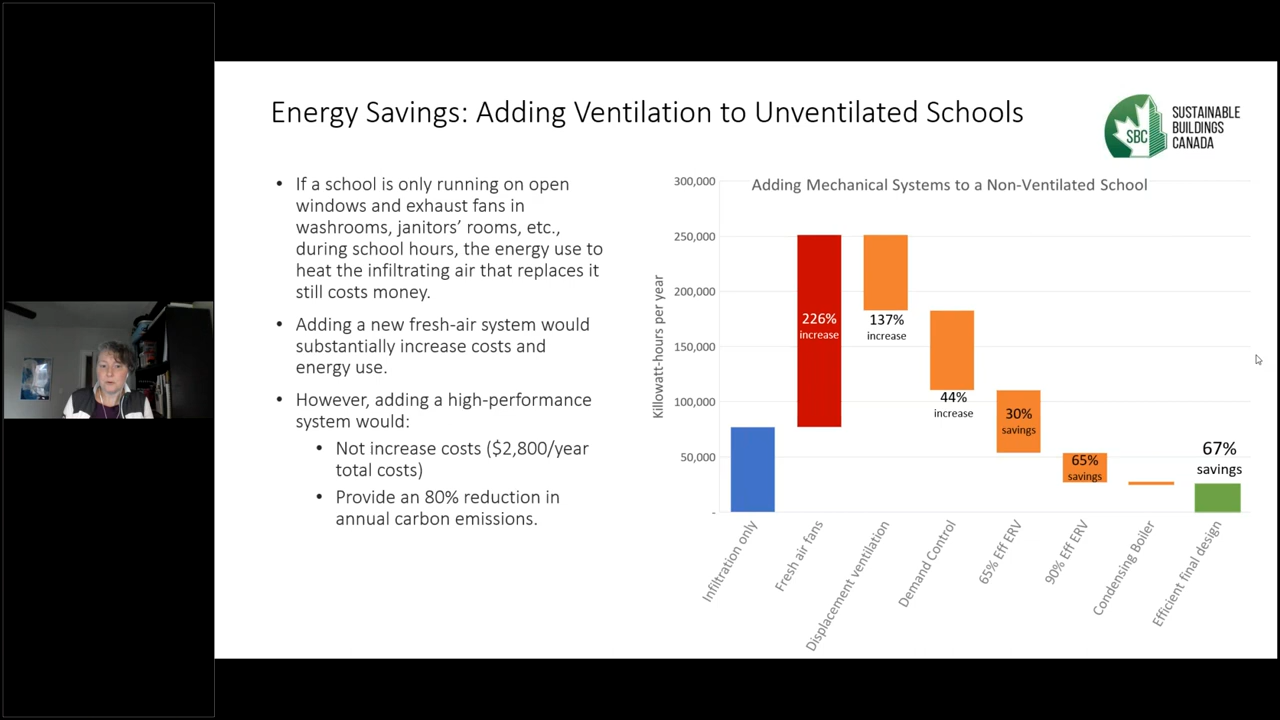 Energy Savings: Adding Ventilation to Unventilated Schools
SBC
SUSTAINABLE
BUILDINGS
CANADA
• If a school is only running on open
windows and exhaust fans in
washrooms, janitors’ rooms, etc.,
during school hours, the energy use to
heat the infiltrating air that replaces it
still costs money.
• Adding a new fresh-air system would
substantially increase costs and
energy use.
• However, adding a high-performance
system would:
• Not increase costs ($2,800/year
total costs)
• Provide an 80% reduction in
annual carbon emissions.
Adding Mechanical Systems to a Non-Ventilated School
Killowatt-hours per year
300,000
250,000
200,000
150,000
100,000
50,000
-
226%
increase
137%
increase
44%
increase
30%
savings
65%
savings
67%
savings
Infiltration only
Fresh air fans
Displacement ventilation
Demand Control
65% Eff ERV
90% Eff ERV
Condensing Boiler
Efficient final design